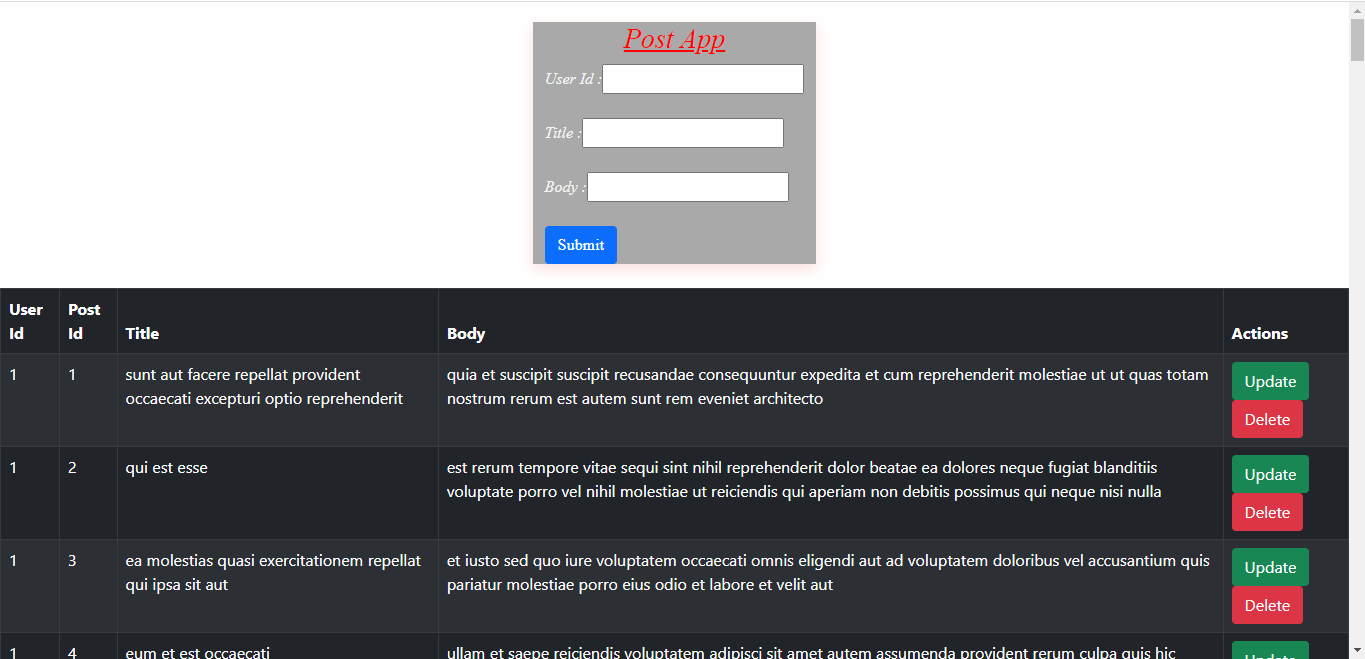 Post App
User Id :
Title :
Body :
Submit
User Id
Post Id
Title
Body
Actions
1
1
sunt aut facere repellat provident
occaecati excepturi optio reprehenderit
quia et suscipit suscipit recusandae consequuntur expedita et cum reprehenderit molestiae ut ut quas totam
nostrum rerum est autem sunt rem eveniet architecto
Update
Delete
1
2
qui est esse
est rerum tempore vitae sequi sint nihil reprehenderit dolor beatae ea dolores neque fugiat blanditiis
voluptate porro vel nihil molestiae ut reiciendis qui aperiam non debitis possimus qui neque nisi nulla
Update
Delete
1
3
ea molestias quasi exercitationem repellat
qui ipsa sit aut
et iusto sed quo iure voluptatem occaecati omnis eligendi aut ad voluptatem doloribus vel accusantium quis
pariatur molestiae porro eius odio et labore et velit aut
Update
Delete
1
4
eum et est occaecati
ullam et saepe reiciendis voluptatem adipisci sit amet autem assumenda provident rerum culpa quis hic
Update